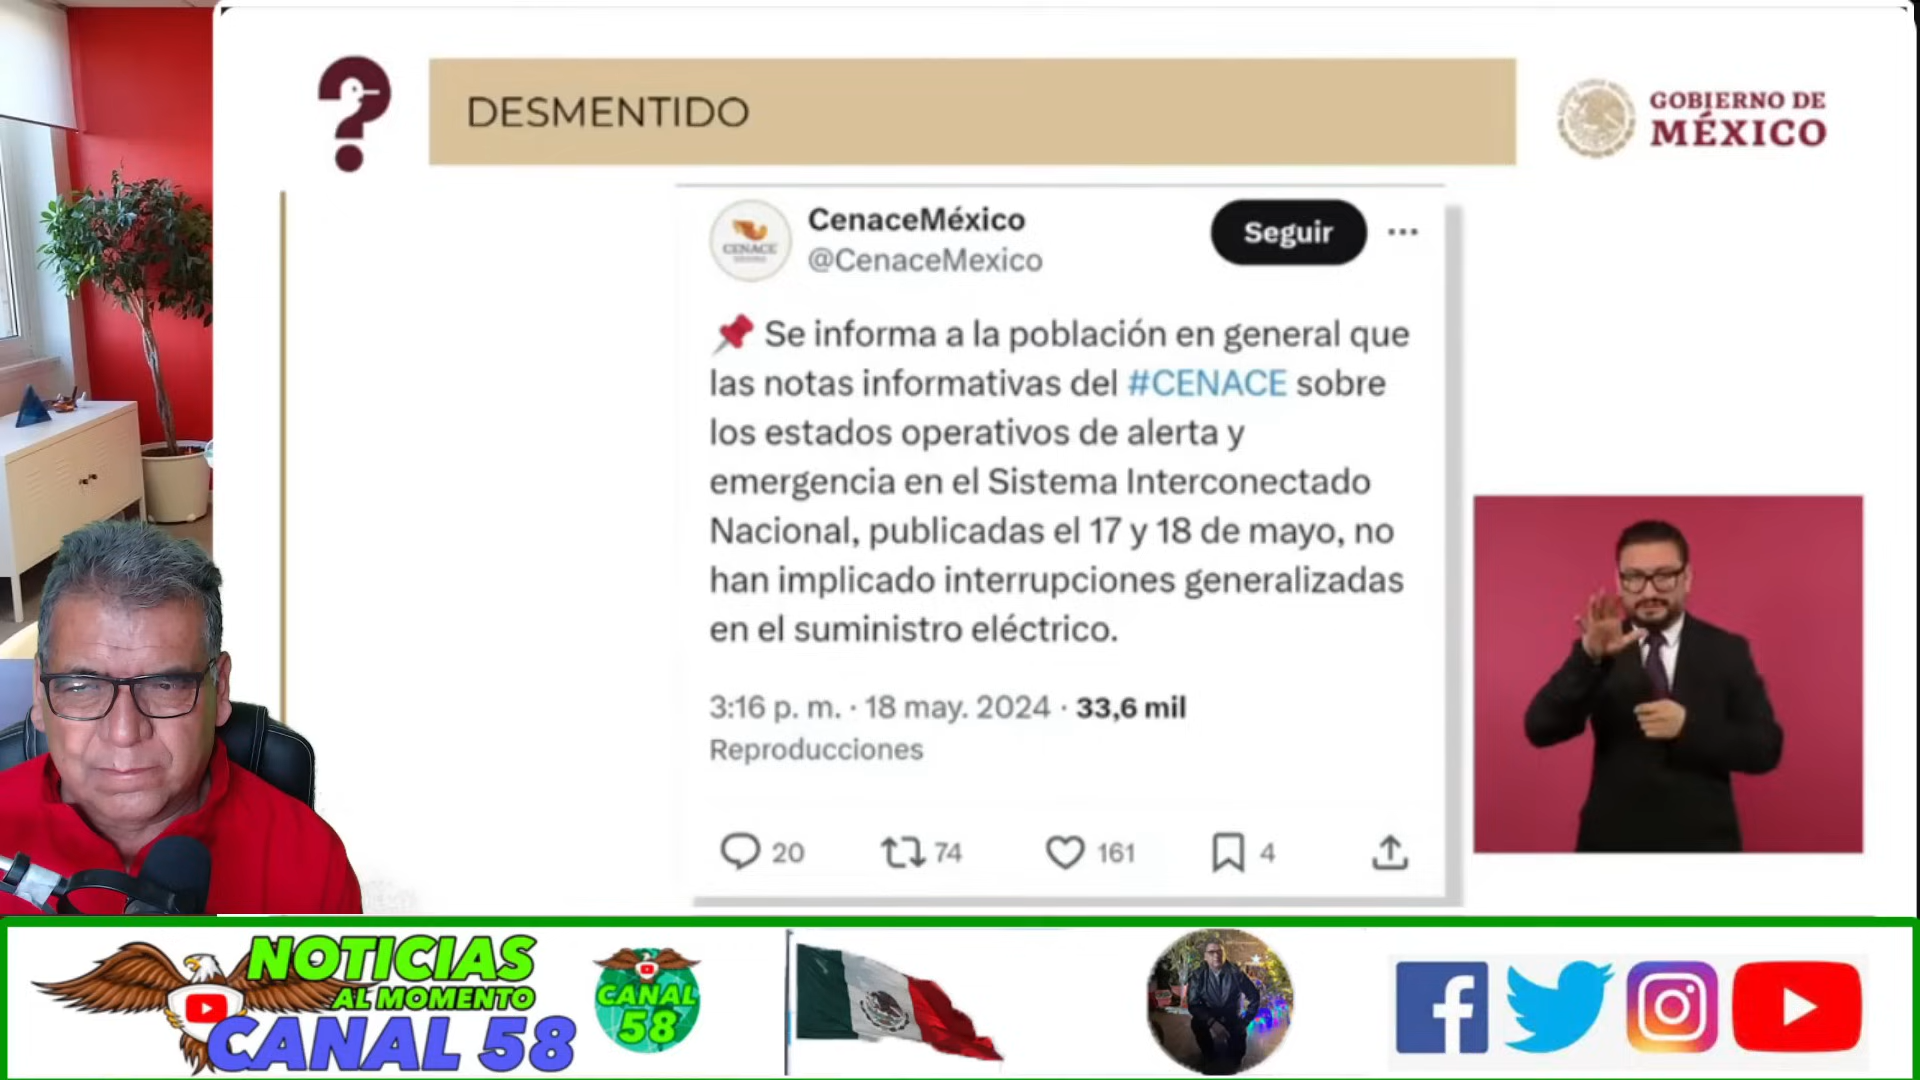 DESMENTIDO
GOBIERNO DE
MÉXICO
CenaceMéxico
@CenaceMexico
Seguir
CENACE
Se informa a la población en general que
las notas informativas del #CENACE sobre
los estados operativos de alerta y
emergencia en el Sistema Interconectado
Nacional, publicadas el 17 y 18 de mayo, no
han implicado interrupciones generalizadas
en el suministro eléctrico.
3:16 p. m. · 18 may. 2024 · 33,6 mil
Reproducciones
20 74 161 4
NOTICIAS
AL MOMENTO
CANAL 58
CANAL
58